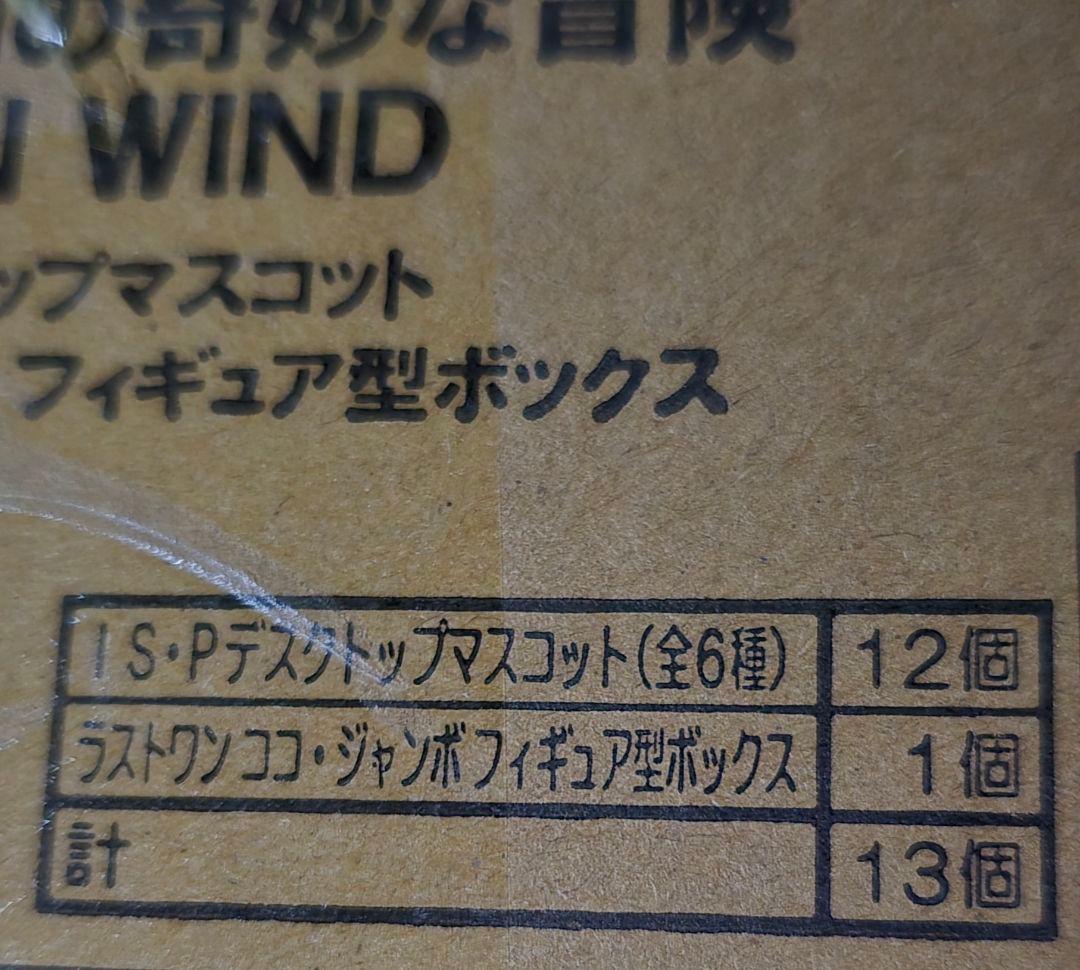 の奇妙な冒険
WIND
ップマスコット
フィギュア型ボックス
IS・Pデスクトップマスコット(全6種) 12個
ラストワンココ・ジャンボフィギュア型ボックス 1個
計 13個